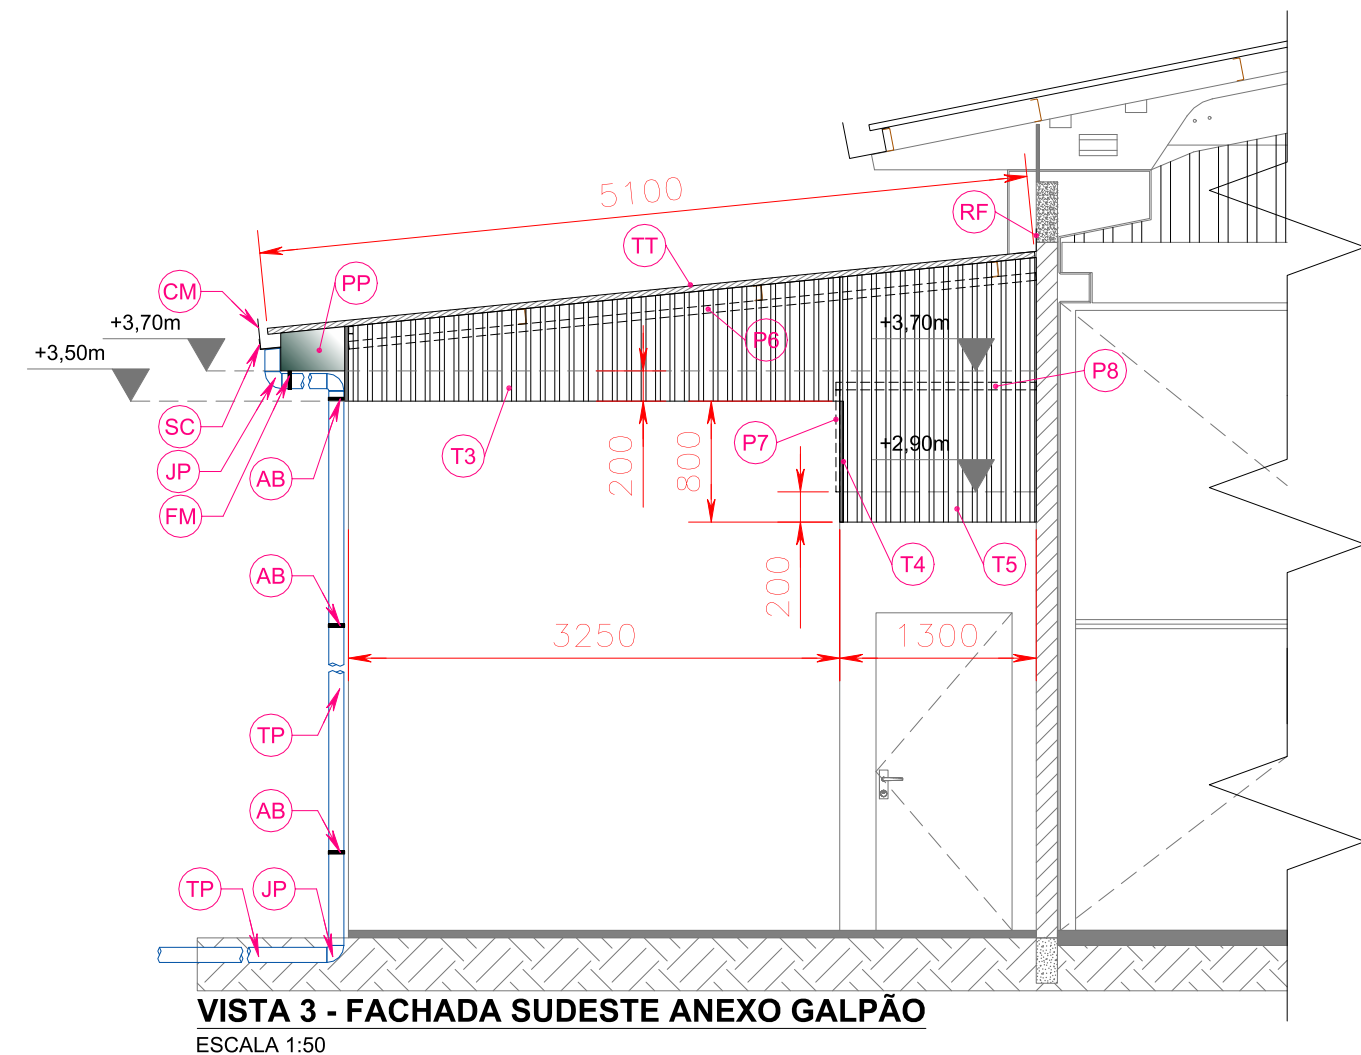 5100
RF
TT
CM
PP
+3,70m
+3,70m
+3,50m
P6
P8
SC
T3
P7
+2,90m
JP
AB
200
800
FM
T4
T5
AB
200
3250
1300
TP
AB
TP
JP
VISTA 3 - FACHADA SUDESTE ANEXO GALPÃO
ESCALA 1:50